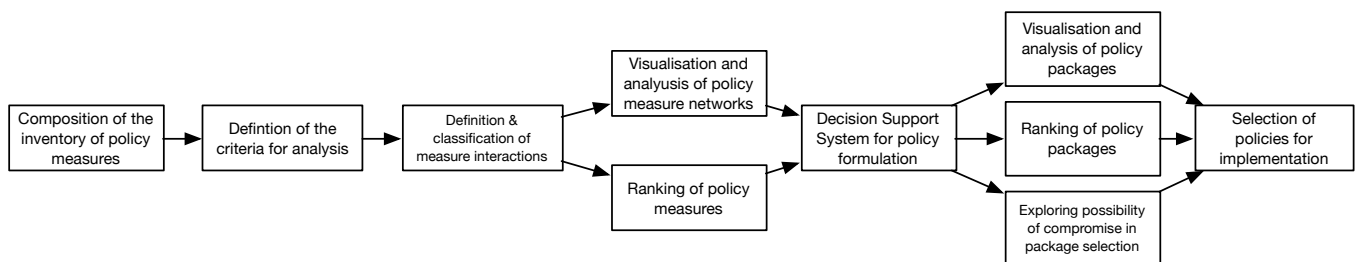 Composition of the
inventory of policy
measures
Defintion of the
criteria for analysis
Definition &
classification of
measure interactions
Visualisation and
analyusis of policy
measure networks
Ranking of policy
measures
Decision Support
System for policy
formulation
Visualisation and
analysis of policy
packages
Ranking of policy
packages
Exploring possibility
of compromise in
package selection
Selection of
policies for
implementation